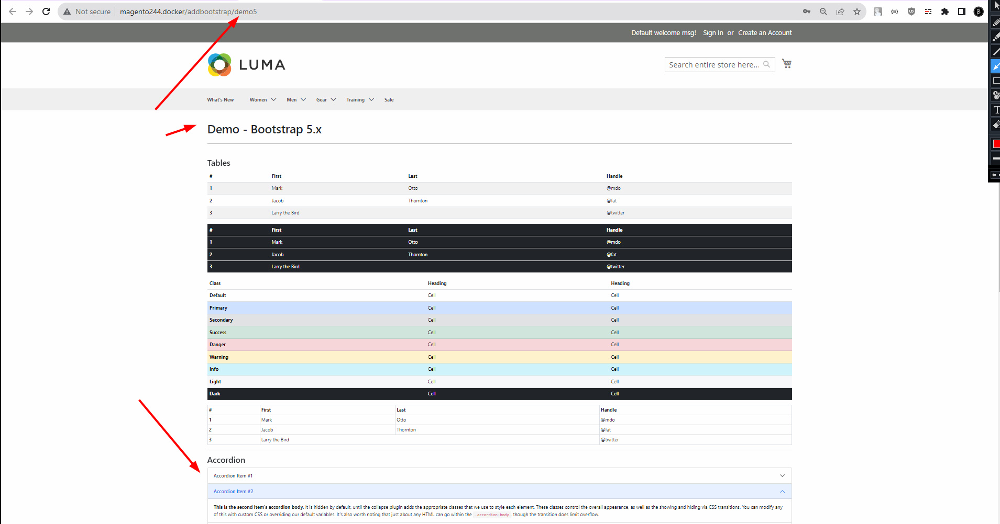 Not secure magento244.docker/addbootstrap/demo5
Default welcome msg! Sign In or Create an Account
LUMA
Search entire store here...
What's New Women Men Gear Training Sale
Demo - Bootstrap 5.x
Tables
# First Last Handle
1 Mark Otto @mdo
2 Jacob Thornton @fat
3 Larry the Bird @twitter
# First Last Handle
1 Mark Otto @mdo
2 Jacob Thornton @fat
3 Larry the Bird @twitter
Class Heading Heading
Default Cell Cell
Primary Cell Cell
Secondary Cell Cell
Success Cell Cell
Danger Cell Cell
Warning Cell Cell
Info Cell Cell
Light Cell Cell
Dark Cell Cell
# First Last Handle
1 Mark Otto @mdo
2 Jacob Thornton @fat
3 Larry the Bird @twitter
Accordion
Accordion Item #1
Accordion Item #2
This is the second item's accordion body. It is hidden by default, until the collapse plugin adds the appropriate classes that we use to style each element. These classes control the overall appearance, as well as the showing and hiding via CSS transitions. You can modify any
of this with custom CSS or overriding our default variables. It's also worth noting that just about any HTML can go within the .accordion-body, though the transition does limit overflow.